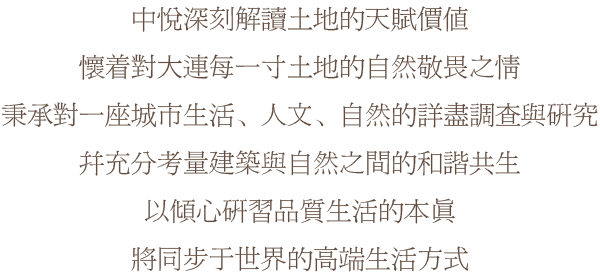 中悅深刻解讀土地的天賦價值
懷着對大連每一寸土地的自然敬畏之情
秉承對一座城市生活、人文、自然的詳盡調查與研究
幷充分考量建築與自然之間的和諧共生
以傾心研習品質生活的本眞
將同步于世界的高端生活方式